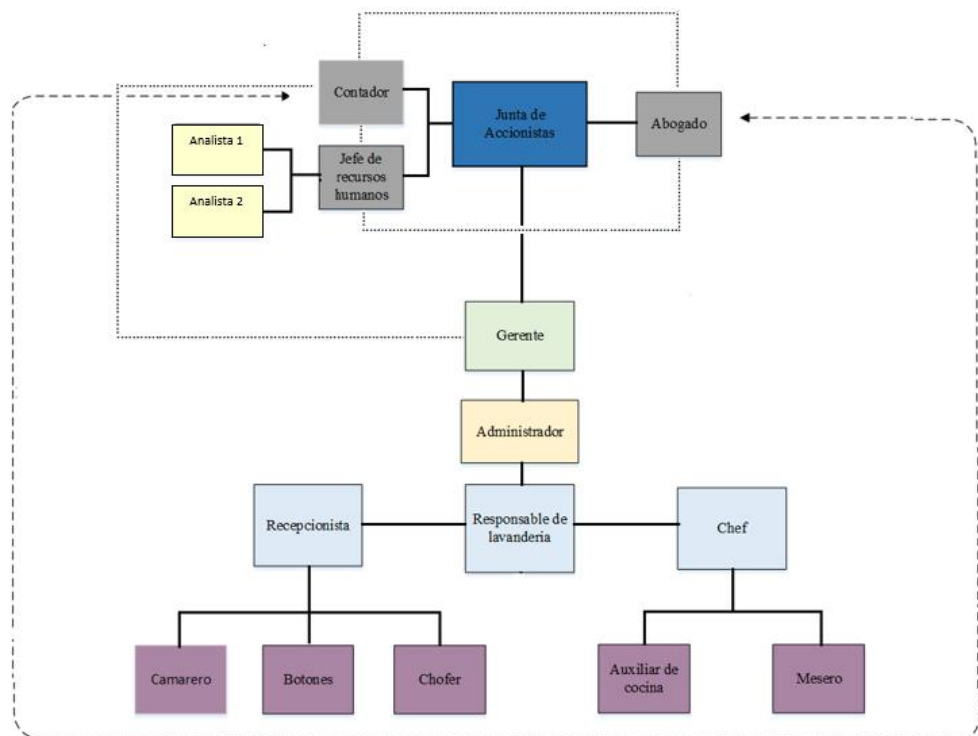 Contador
Junta de
Accionistas
Abogado
Analista 1
Jefe de
recursos
humanos
Analista 2
Gerente
Administrador
Recepcionista
Responsable de
lavanderia
Chef
Camarero
Botones
Chofer
Auxiliar de
cocina
Mesero